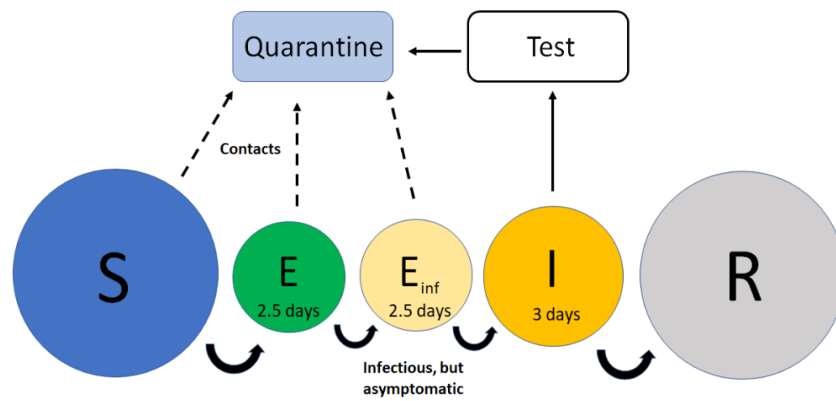 Quarantine
Test
Contacts
S
E
2.5 days
E inf
2.5 days
I
3 days
R
Infectious, but
asymptomatic